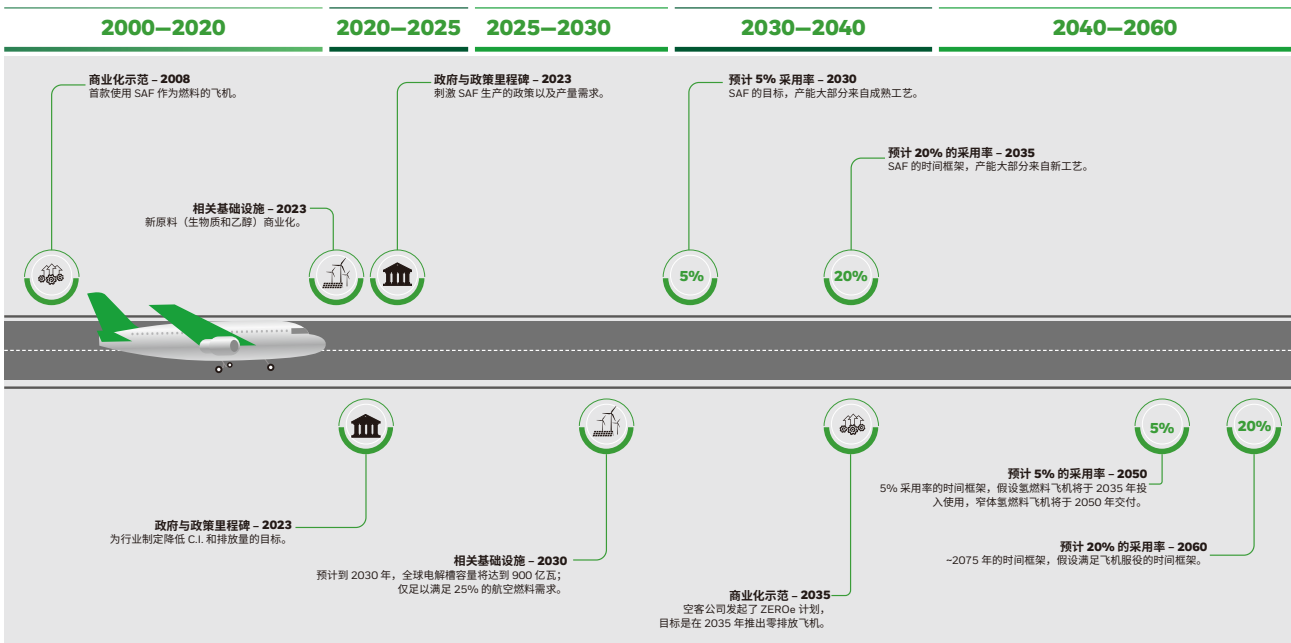 2000—2020
2020—2025
2025—2030
2030—2040
2040—2060
商业化示范 – 2008
首款使用 SAF 作为燃料的飞机。
政府与政策里程碑 – 2023
刺激 SAF 生产的政策以及产量需求。
预计 5% 采用率 – 2030
SAF 的目标，产能大部分来自成熟工艺。
预计 20% 的采用率 – 2035
SAF 的时间框架，产能大部分来自新工艺。
相关基础设施 – 2023
新原料（生物质和乙醇）商业化。
5%
20%
5%
20%
政府与政策里程碑 – 2023
为行业制定降低 C.I. 和排放量的目标。
相关基础设施 – 2030
预计到 2030 年，全球电解槽容量将达到 900 亿瓦；
仅足以满足 25% 的航空燃料需求。
商业化示范 – 2035
空客公司发起了 ZEROe 计划，
目标是在 2035 年推出零排放飞机。
预计 5% 的采用率 – 2050
5% 采用率的时间框架，假设氢燃料飞机将于 2035 年投
入使用，窄体氢燃料飞机将于 2050 年交付。
预计 20% 的采用率 – 2060
~2075 年的时间框架，假设满足飞机服役的时间框架。